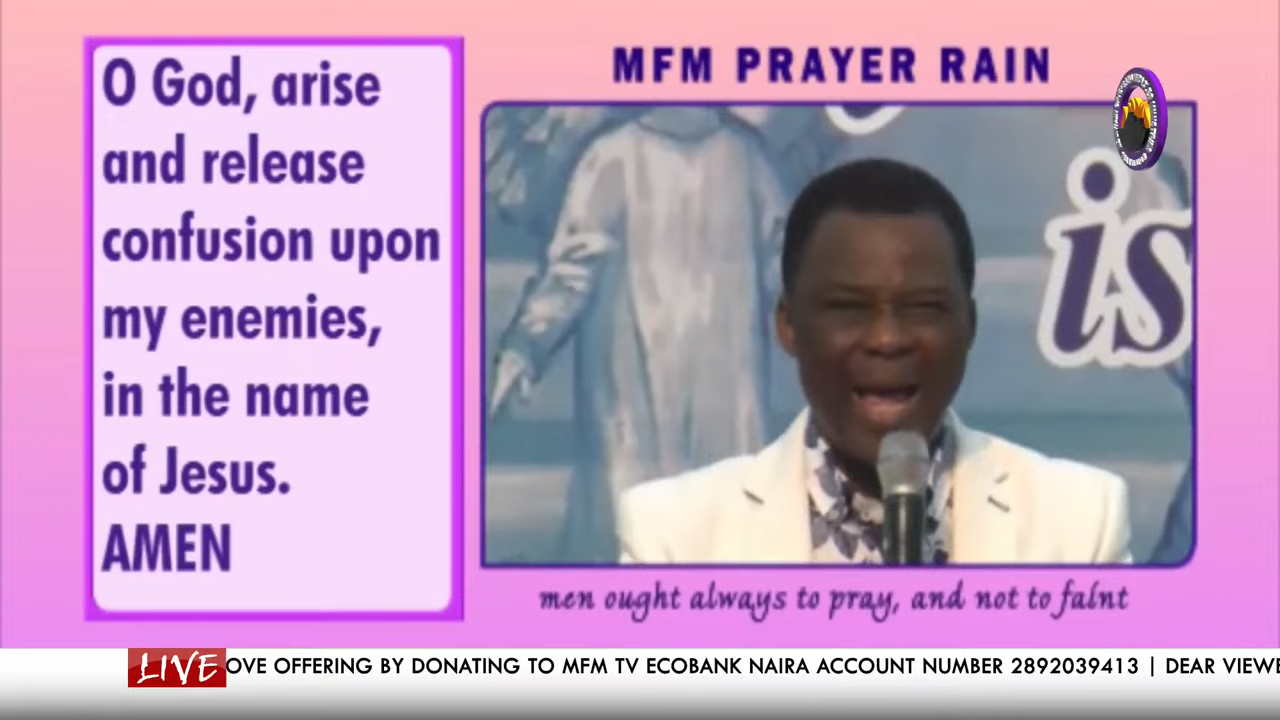 O God, arise
and release
confusion upon
my enemies,
in the name
of Jesus.
AMEN
MFM PRAYER RAIN
is
men ought always to pray, and not to faint
LIVE
OVE OFFERING BY DONATING TO MFM TV ECOBANK NAIRA ACCOUNT NUMBER 2892039413 | DEAR VIEWE